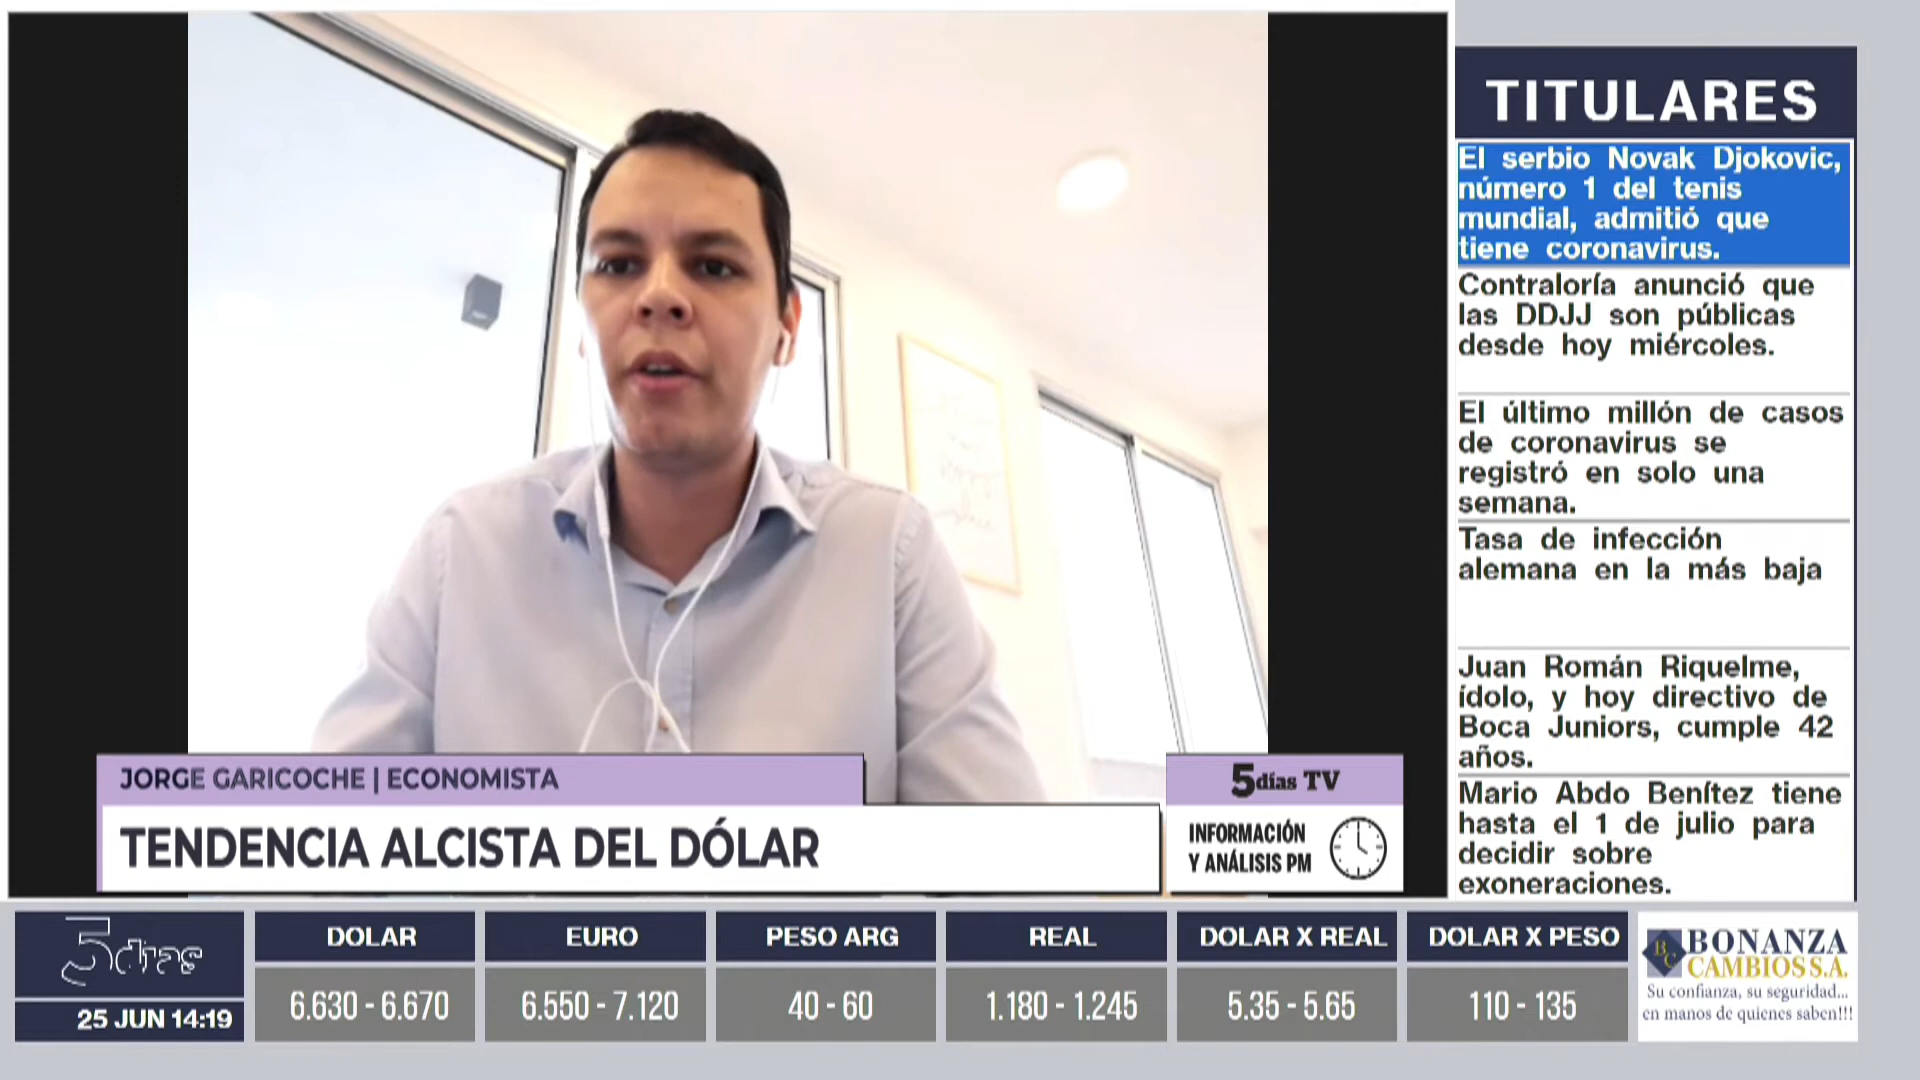 TITULARES
El serbio Novak Djokovic,
número 1 del tenis
mundial, admitió que
tiene coronavirus.
Contraloría anunció que
las DDJJ son públicas
desde hoy miércoles.
El último millón de casos
de coronavirus se
registró en solo una
semana.
Tasa de infección
alemana en la más baja
Juan Román Riquelme,
ídolo, y hoy directivo de
Boca Juniors, cumple 42
años.
Mario Abdo Benítez tiene
hasta el 1 de julio para
decidir sobre
exoneraciones.
JORGE GARICOCHE | ECONOMISTA
TENDENCIA ALCISTA DEL DÓLAR
5días TV
INFORMACIÓN
Y ANÁLISIS PM
5días
25 JUN 14:19
DOLAR
6.630 - 6.670
EURO
6.550 - 7.120
PESO ARG
40 - 60
REAL
1.180 - 1.245
DOLAR X REAL
5.35 - 5.65
DOLAR X PESO
110 - 135
BC BONANZA
CAMBIOS S.A.
Su confianza, su seguridad...
en manos de quienes saben!!!